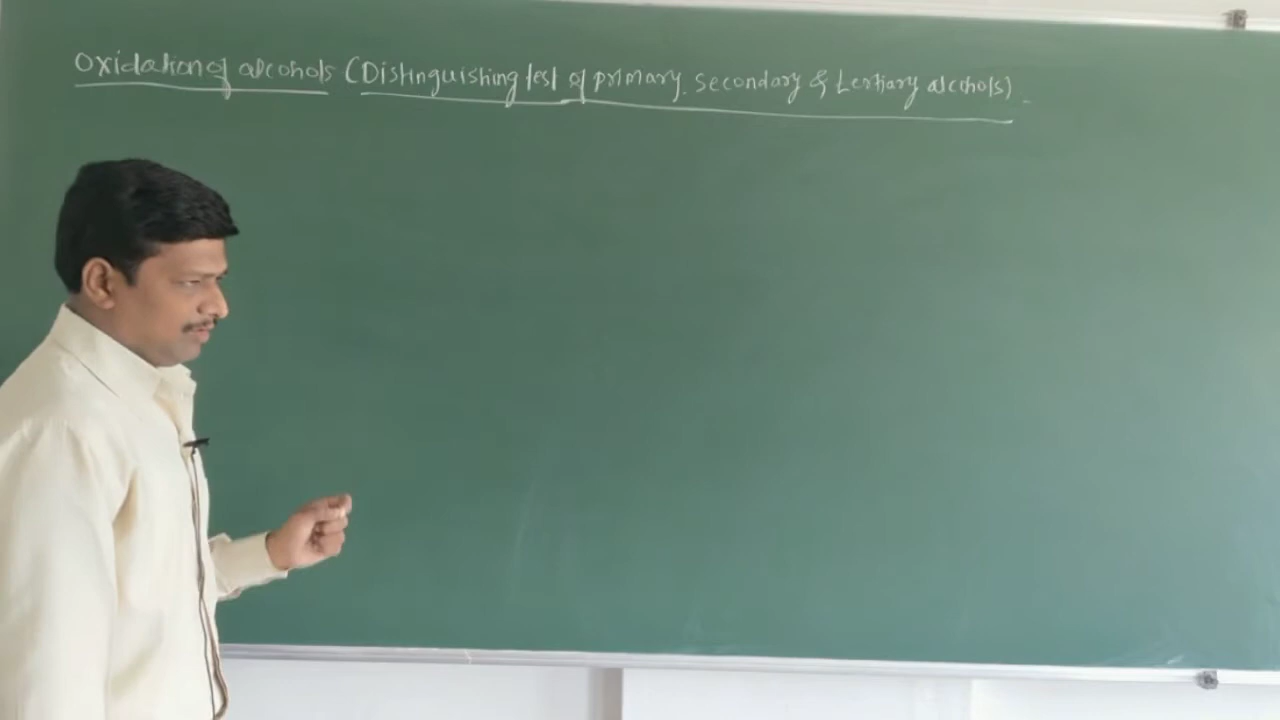 Oxidation of alcohols (Distinguishing test of primary, secondary & tertiary alcohols).